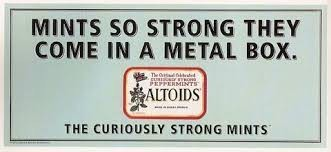 MINTS SO STRONG THEY
COME IN A METAL BOX.
The Original Celebrated
CURIOUSLY STRONG
PEPPERMINTS
ALTOIDS
MADE IN GREAT BRITAIN
THE CURIOUSLY STRONG MINTS